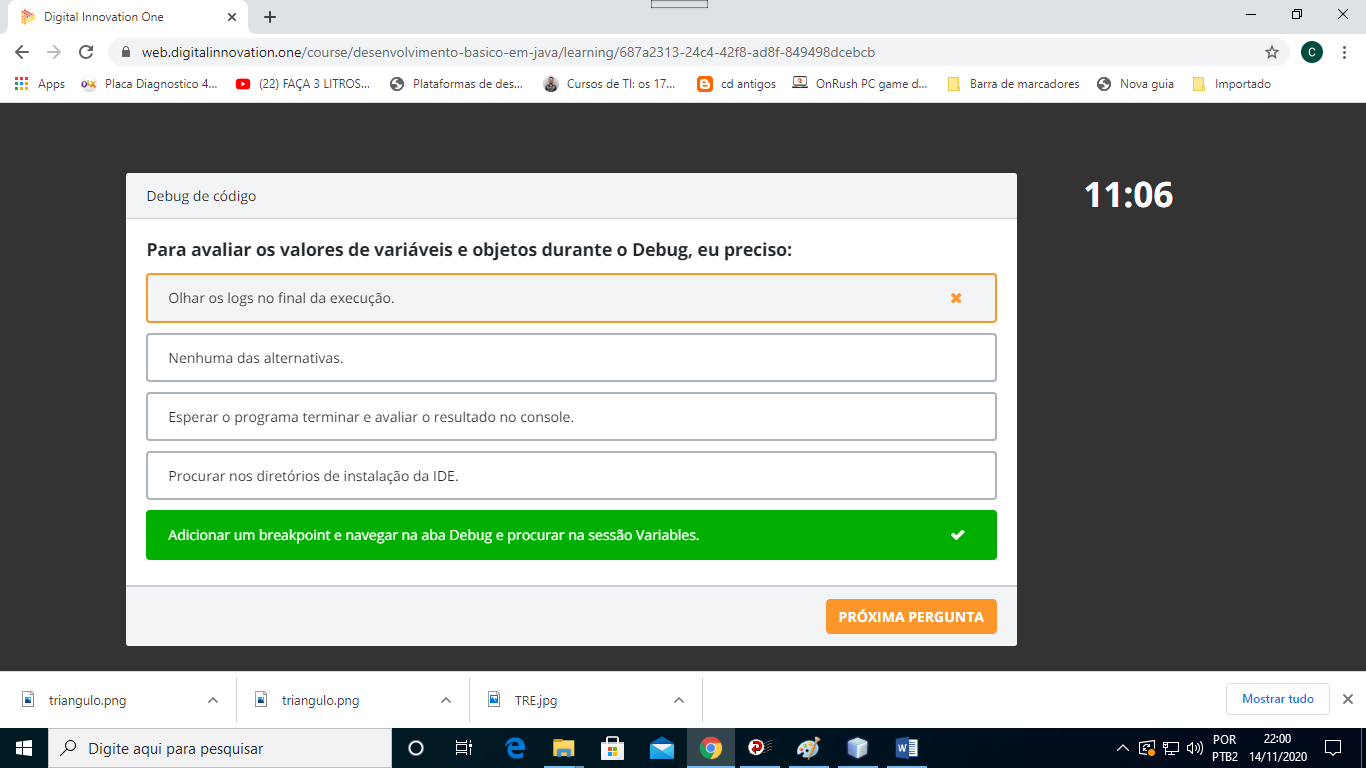 Digital Innovation One
web.digitalinnovation.one/course/desenvolvimento-basico-em-java/learning/687a2313-24c4-42f8-ad8f-849498dcebcb
C
Apps
Placa Diagnostico 4...
(22) FAÇA 3 LITROS...
Plataformas de des...
Cursos de TI: os 17...
cd antigos
OnRush PC game d...
Barra de marcadores
Nova guia
Importado
Debug de código
11:06
Para avaliar os valores de variáveis e objetos durante o Debug, eu preciso:
Olhar os logs no final da execução.
Nenhuma das alternativas.
Esperar o programa terminar e avaliar o resultado no console.
Procurar nos diretórios de instalação da IDE.
Adicionar um breakpoint e navegar na aba Debug e procurar na sessão Variables.
PRÓXIMA PERGUNTA
triangulo.png
triangulo.png
TRE.jpg
Mostrar tudo
Digite aqui para pesquisar
POR
PTB2
22:00
14/11/2020